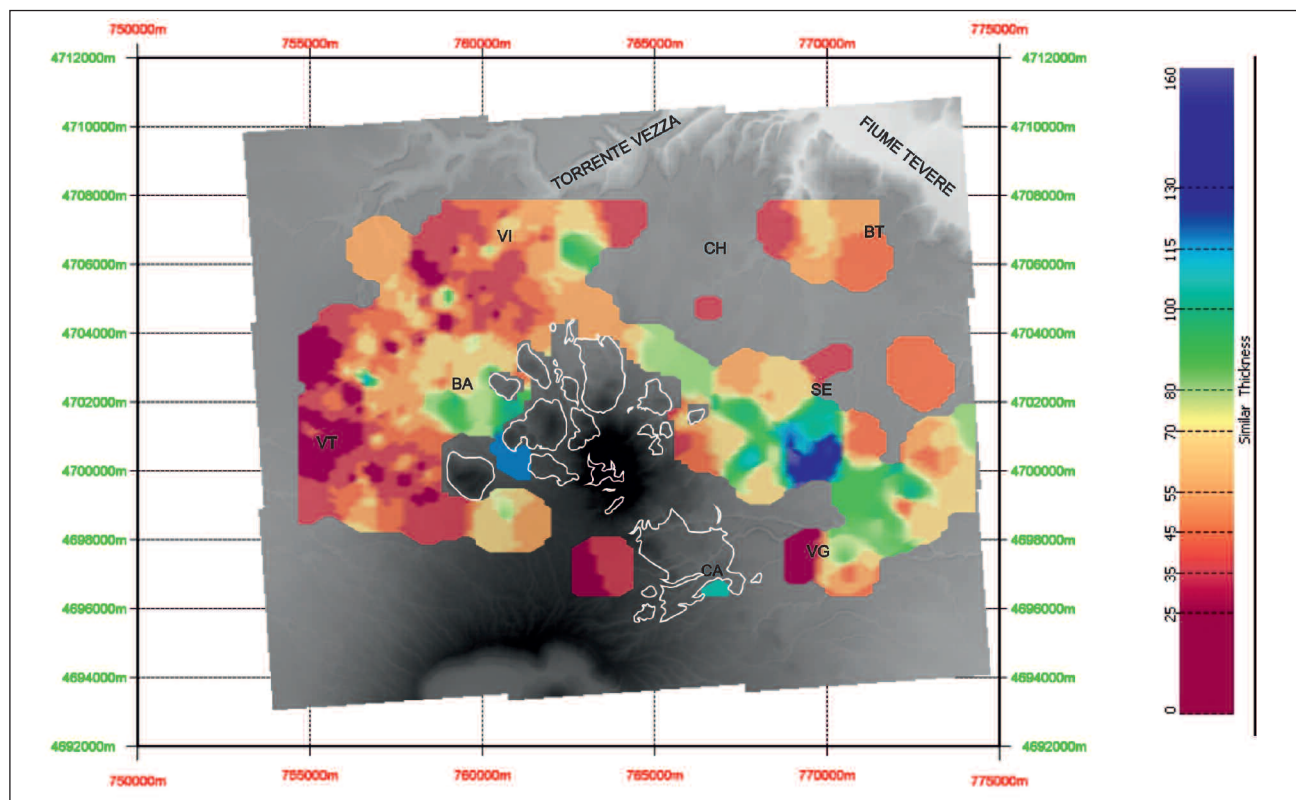 750000m 775000m
755000m 760000m 765000m 770000m
4712000m 4712000m
4710000m 4710000m
4708000m 4708000m
4706000m 4706000m
4704000m 4704000m
4702000m 4702000m
4700000m 4700000m
4698000m 4698000m
4696000m 4696000m
4694000m 4694000m
4692000m 4692000m
755000m 760000m 765000m 770000m
750000m 775000m
TORRENTE VEZZA
FIUME TEVERE
VI
CH
BT
BA
SE
VT
VG
CA
160
130
115
100
80
70
55
45
35
25
0
Similar Thickness